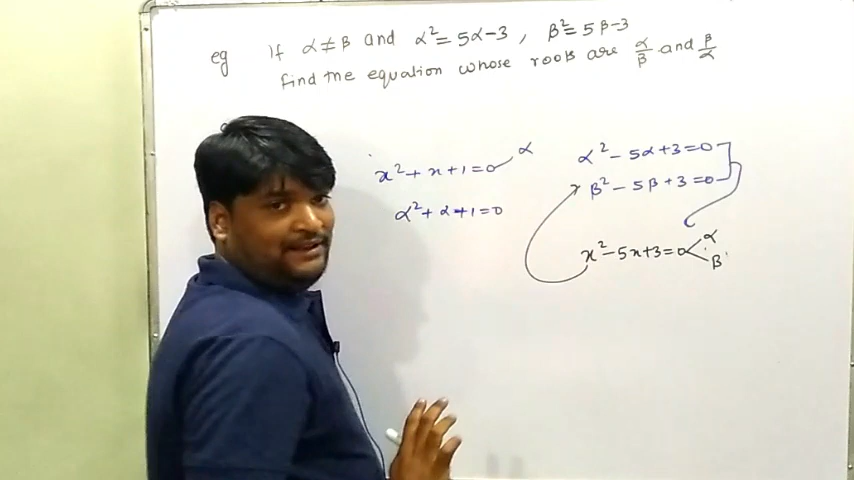 eg If α ≠ β and α² = 5α-3 , β² = 5β-3
find the equation whose roots are α/β and β/α
x² + x + 1 = 0 α
α² + α + 1 = 0
α² - 5α + 3 = 0
β² - 5β + 3 = 0
x² - 5x + 3 = 0 α
β